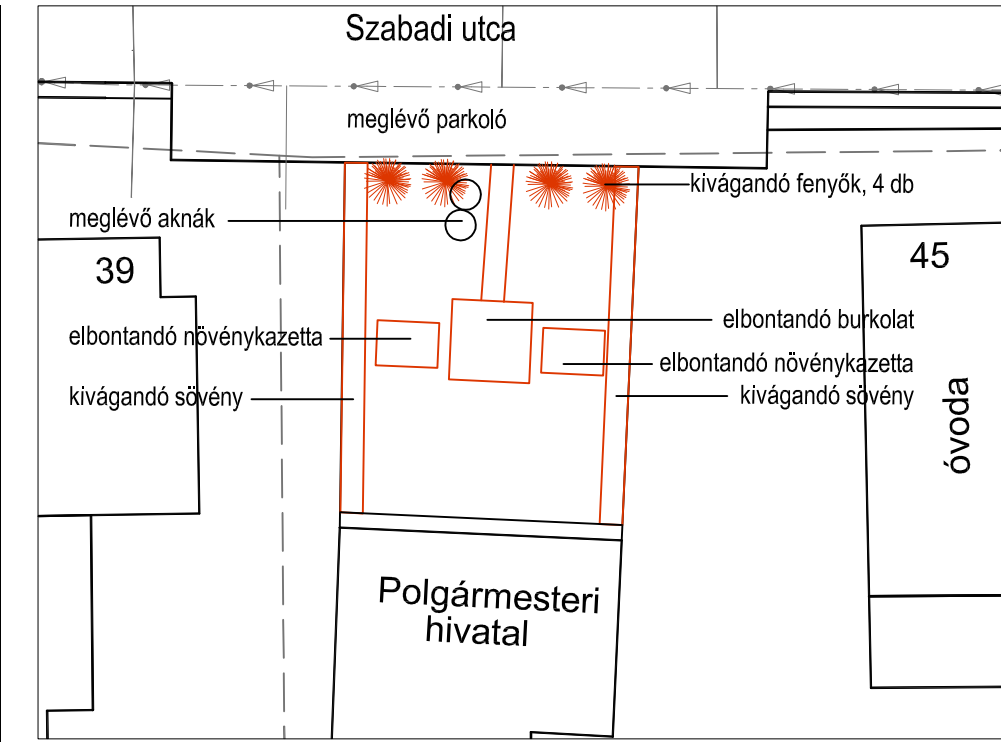 Szabadi utca
meglévő parkoló
kivágandó fenyők, 4 db
meglévő aknák
39
45
elbontandó burkolat
elbontandó növénykazetta
elbontandó növénykazetta
kivágandó sövény
kivágandó sövény
óvoda
Polgármesteri
hivatal